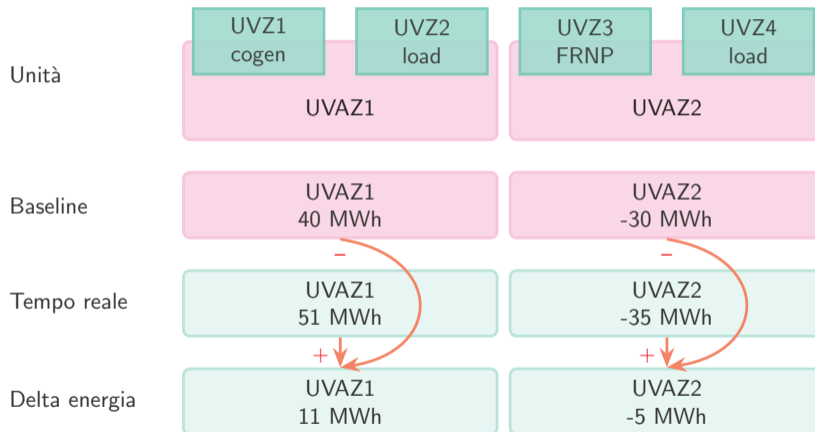 UVZ1
cogen
UVZ2
load
UVZ3
FRNP
UVZ4
load
Unità
UVAZ1
UVAZ2
Baseline
UVAZ1
40 MWh
UVAZ2
-30 MWh
–
–
Tempo reale
UVAZ1
51 MWh
UVAZ2
-35 MWh
+
+
Delta energia
UVAZ1
11 MWh
UVAZ2
-5 MWh